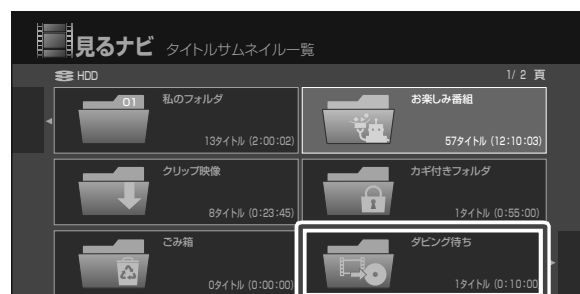 見るナビ タイトルサムネイル一覧
HDD 1/ 2 頁
01 私のフォルダ
13タイトル (2:00:02)
お楽しみ番組
57タイトル (12:10:03)
クリップ映像
8タイトル (0:23:45)
カギ付きフォルダ
1タイトル (0:55:00)
ごみ箱
0タイトル (0:00:00)
ダビング待ち
1タイトル (0:10:00